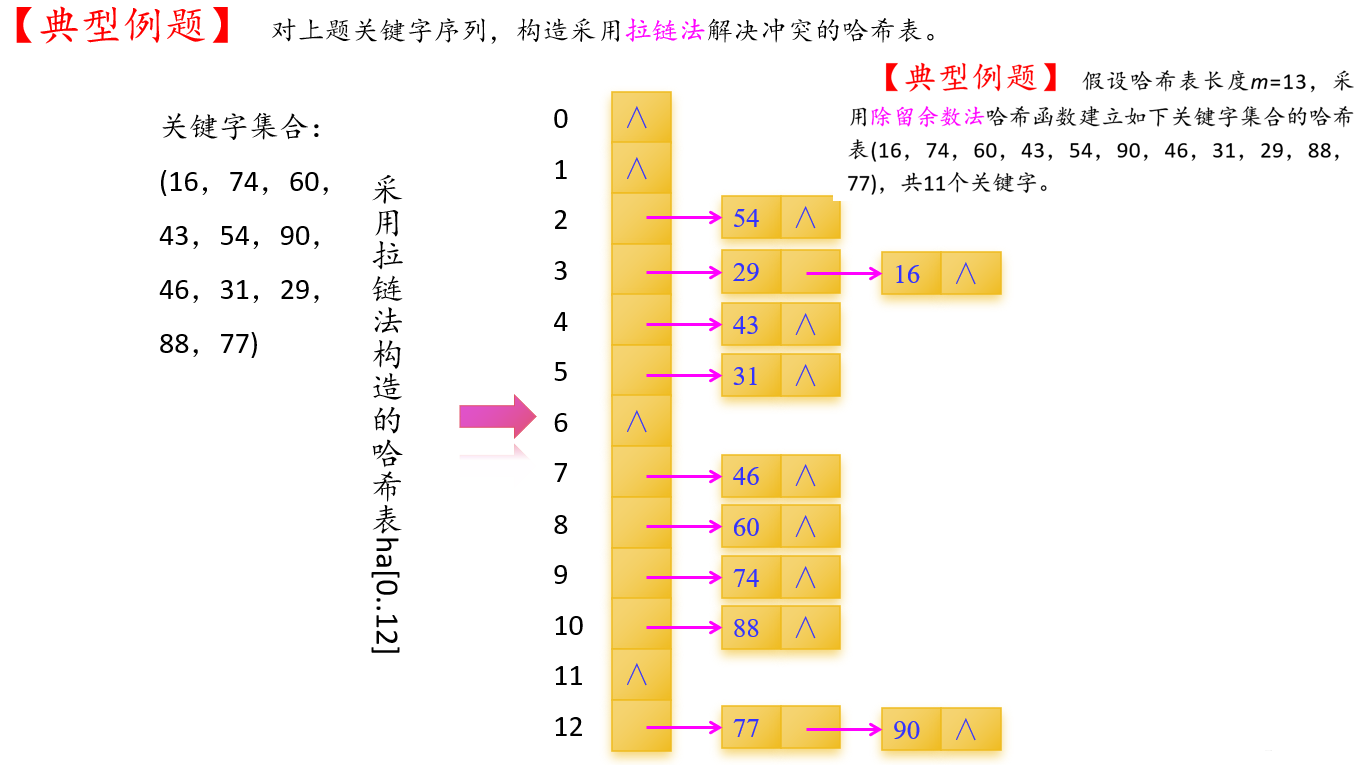 【典型例题】 对上题关键字序列，构造采用拉链法解决冲突的哈希表。
【典型例题】 假设哈希表长度m=13，采
用除留余数法哈希函数建立如下关键字集合的哈希
表(16，74，60，43，54，90，46，31，29，88，
77)，共11个关键字。
关键字集合：
(16，74，60，
43，54，90，
46，31，29，
88，77)
采用拉链法构造的哈希表ha[0..12]
0 ∧
1 ∧
2 54 ∧
3 29 16 ∧
4 43 ∧
5 31 ∧
6 ∧
7 46 ∧
8 60 ∧
9 74 ∧
10 88 ∧
11 ∧
12 77 90 ∧